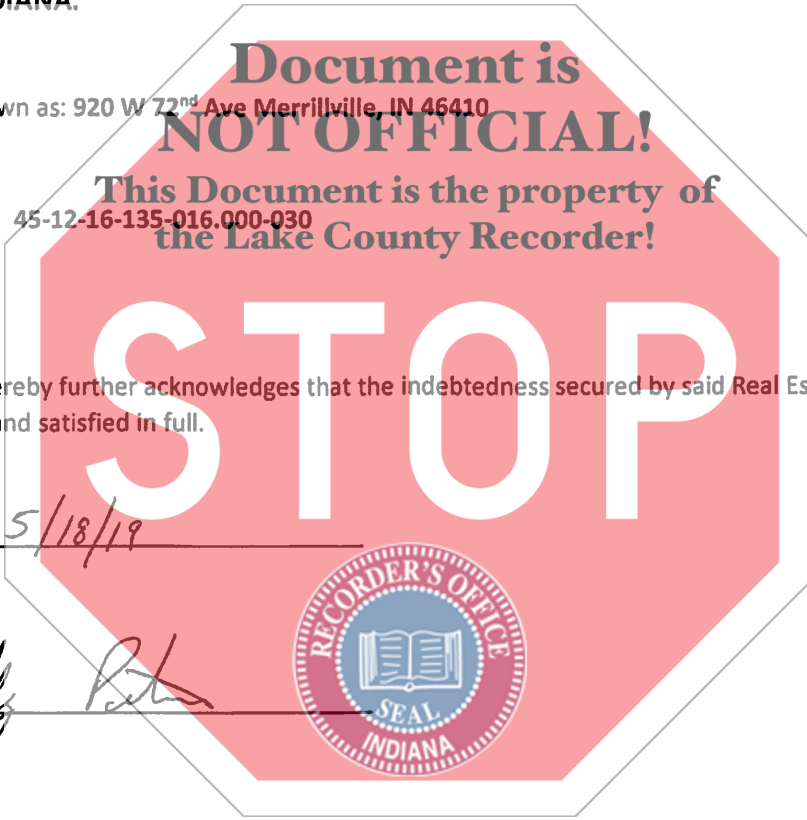 DIANA.
Document is
wn as: 920 W 72nd Ave Merrillville, IN 46410
NOT OFFICIAL!
This Document is the property of
45-12-16-135-016.000-030
the Lake County Recorder!
STOP
ereby further acknowledges that the indebtedness secured by said Real Es
nd satisfied in full.
5/18/19
RECORDER'S OFFICE
SEAL
INDIANA